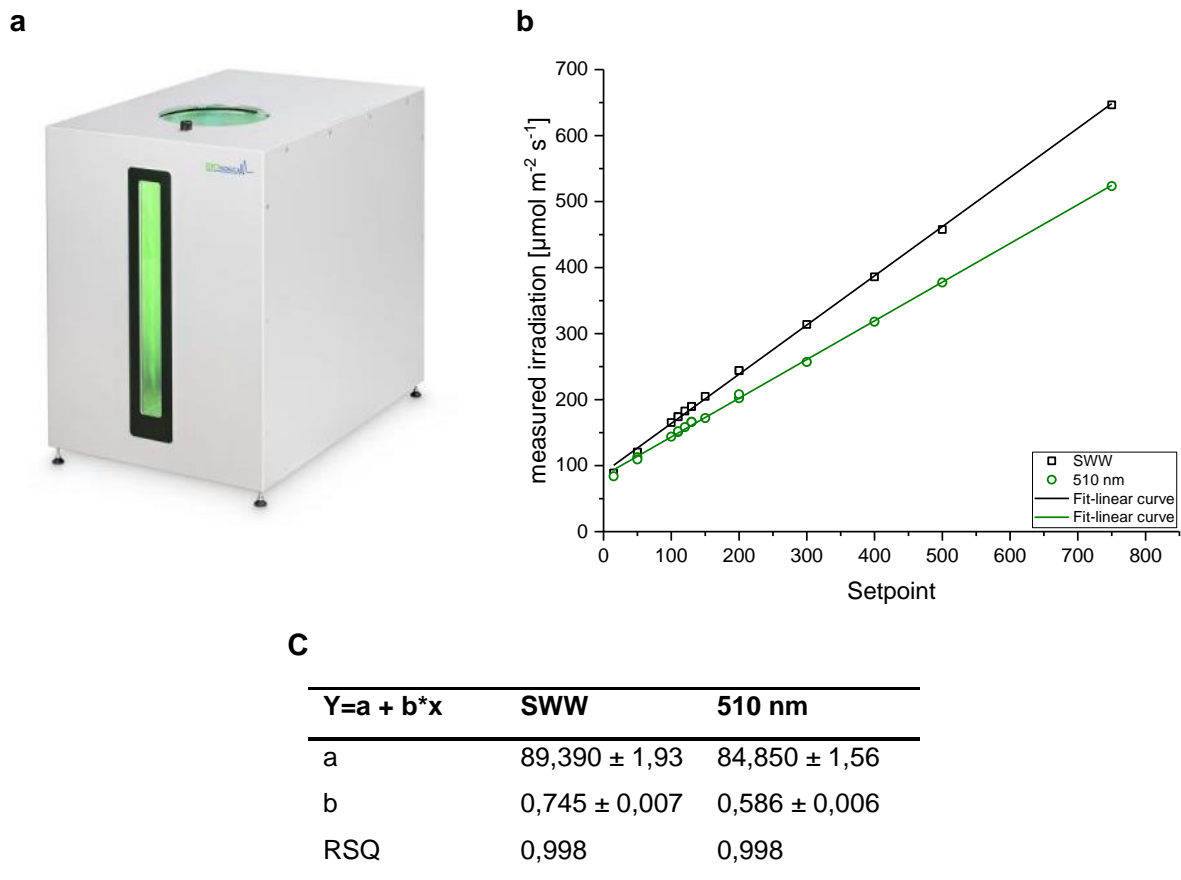 a
b
700
600
500
400
300
200
100
0
measured irradiation [µmol m⁻² s⁻¹]
0 100 200 300 400 500 600 700 800
Setpoint
SWW
510 nm
Fit-linear curve
Fit-linear curve
C
Y=a + b*x SWW 510 nm
a 89,390 ± 1,93 84,850 ± 1,56
b 0,745 ± 0,007 0,586 ± 0,006
RSQ 0,998 0,998